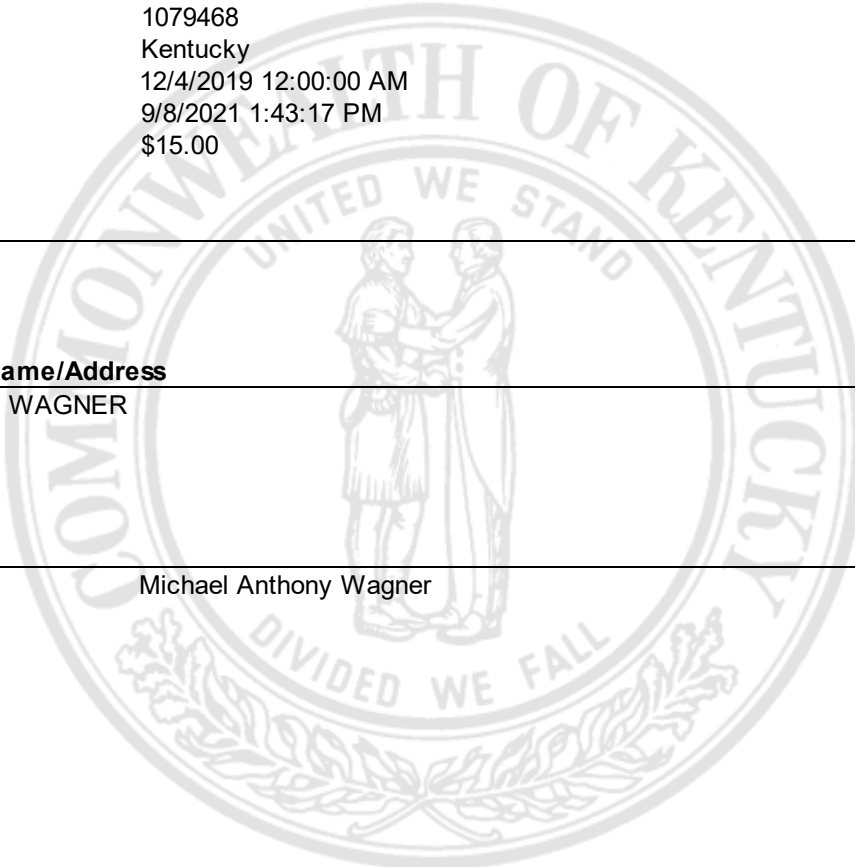 1079468
Kentucky
12/4/2019 12:00:00 AM
9/8/2021 1:43:17 PM
$15.00
COMMONWEALTH OF KENTUCKY
UNITED WE STAND
ame/Address
WAGNER
Michael Anthony Wagner
DIVIDED WE FALL